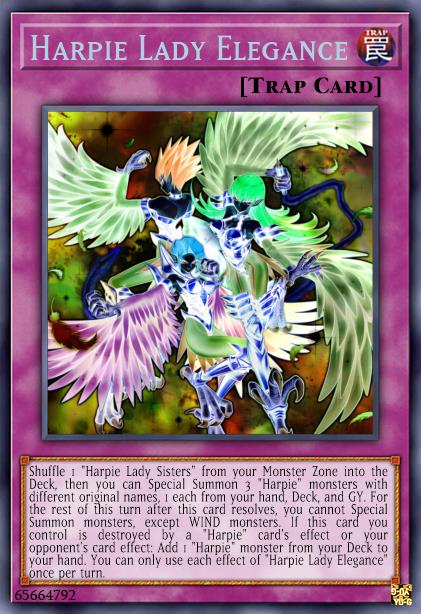 Harpie Lady Elegance
TRAP
罠
[Trap Card]
Shuffle 1 "Harpie Lady Sisters" from your Monster Zone into the
Deck, then you can Special Summon 3 "Harpie" monsters with
different original names, 1 each from your hand, Deck, and GY. For
the rest of this turn after this card resolves, you cannot Special
Summon monsters, except WIND monsters. If this card you
control is destroyed by a "Harpie" card's effect or your
opponent's card effect: Add 1 "Harpie" monster from your Deck to
your hand. You can only use each effect of "Harpie Lady Elegance"
once per turn.
65664792